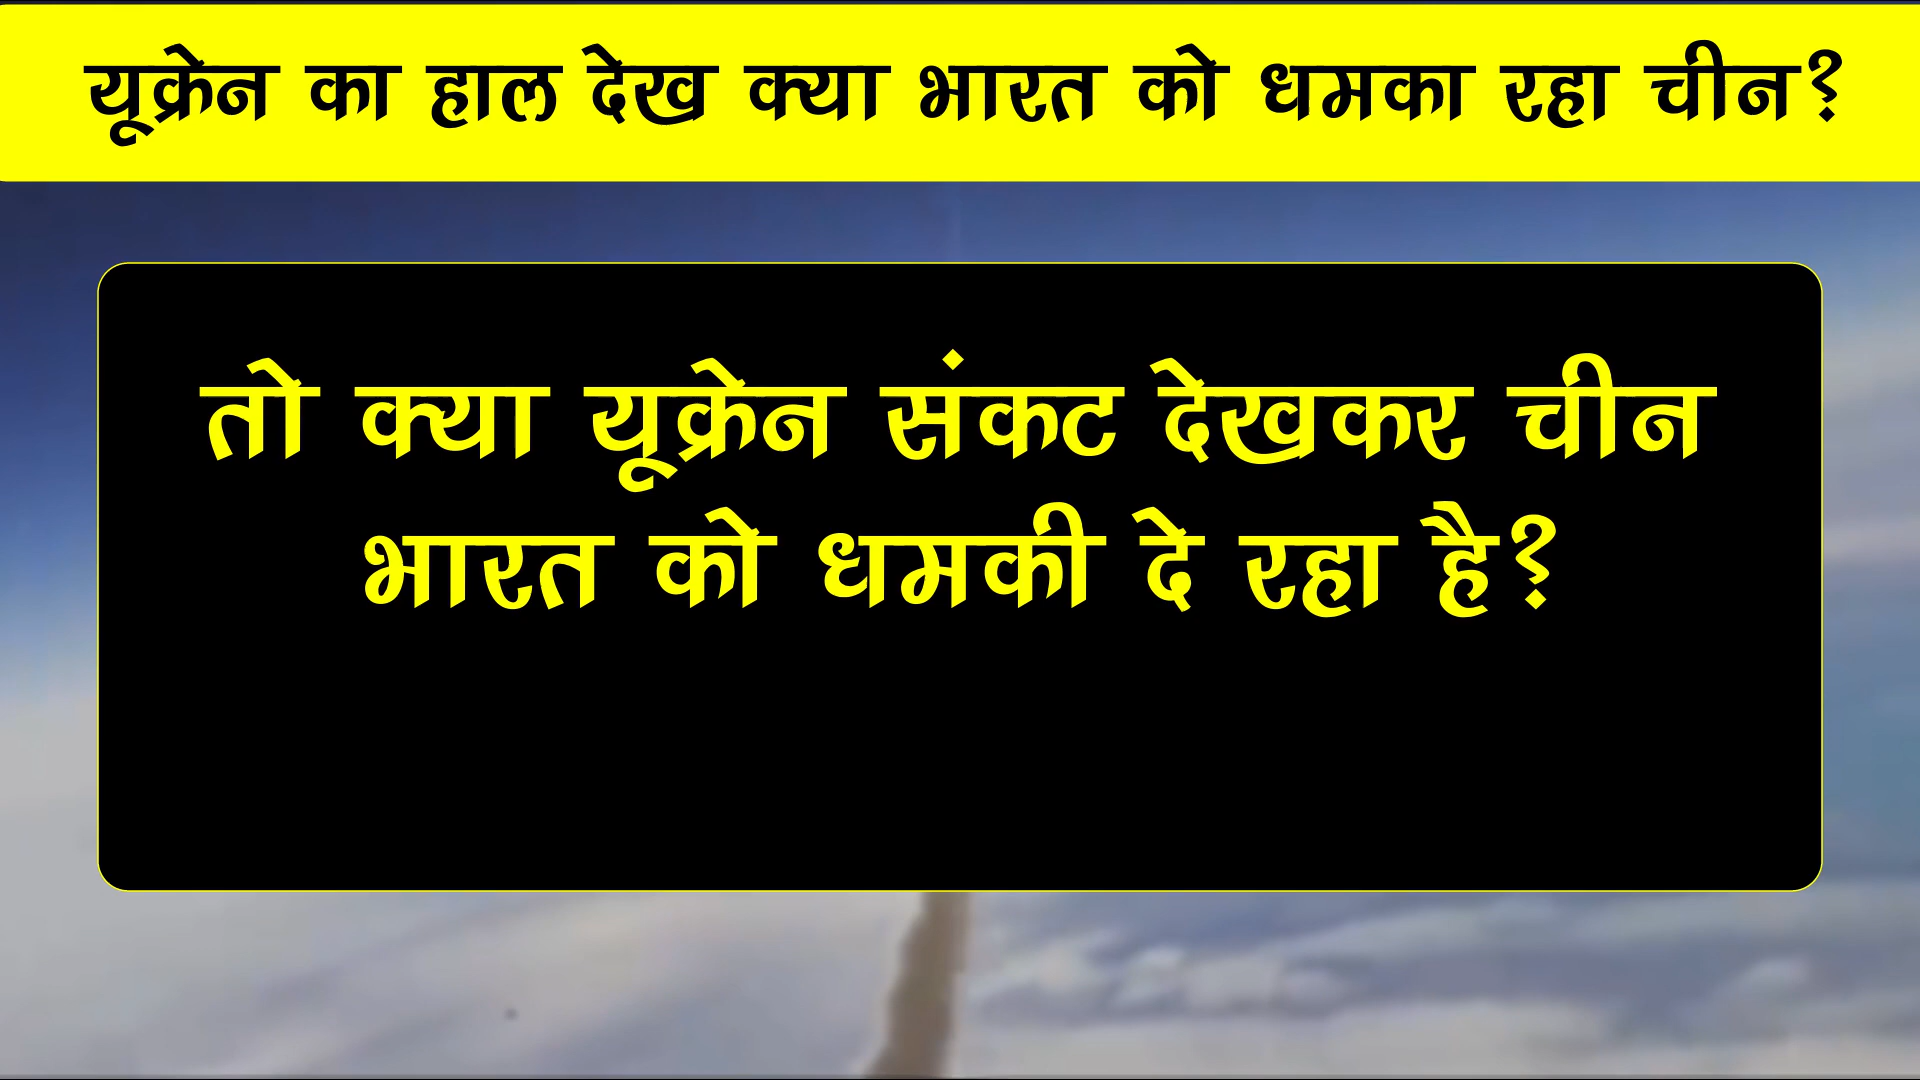 यूक्रेन का हाल देख क्या भारत को धमका रहा चीन?
तो क्या यूक्रेन संकट देखकर चीन
भारत को धमकी दे रहा है?